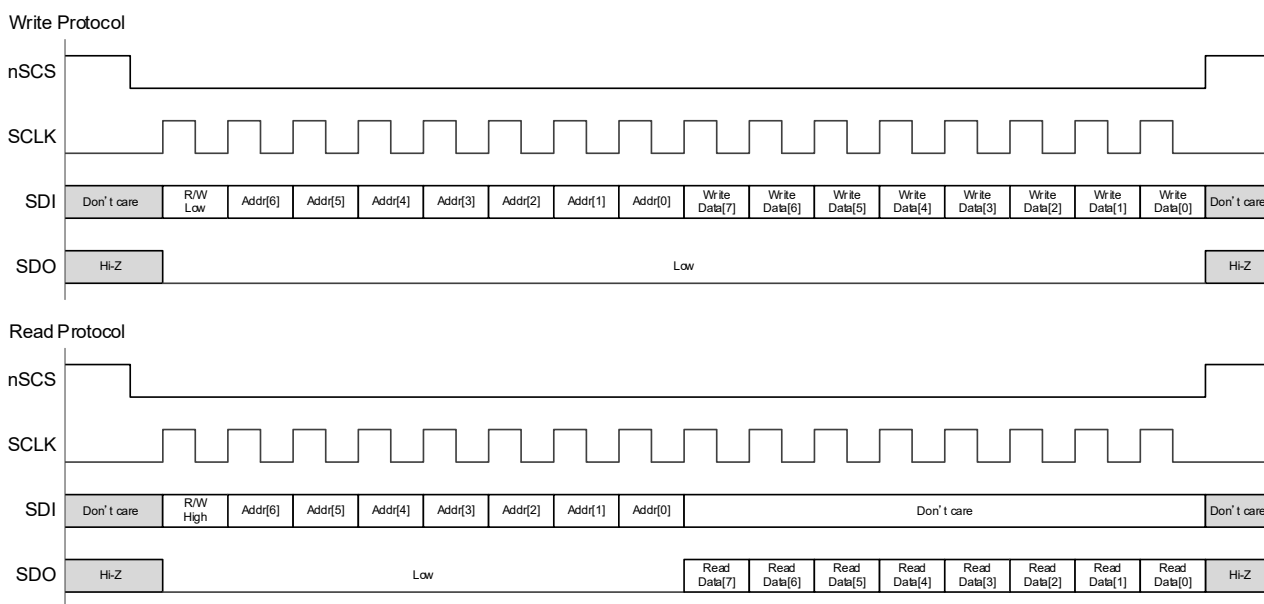 Write Protocol
nSCS
SCLK
SDI Don't care R/W Low Addr[6] Addr[5] Addr[4] Addr[3] Addr[2] Addr[1] Addr[0] Write Data[7] Write Data[6] Write Data[5] Write Data[4] Write Data[3] Write Data[2] Write Data[1] Write Data[0] Don't care
SDO Hi-Z Low Hi-Z
Read Protocol
nSCS
SCLK
SDI Don't care R/W High Addr[6] Addr[5] Addr[4] Addr[3] Addr[2] Addr[1] Addr[0] Don't care Don't care
SDO Hi-Z Low Read Data[7] Read Data[6] Read Data[5] Read Data[4] Read Data[3] Read Data[2] Read Data[1] Read Data[0] Hi-Z